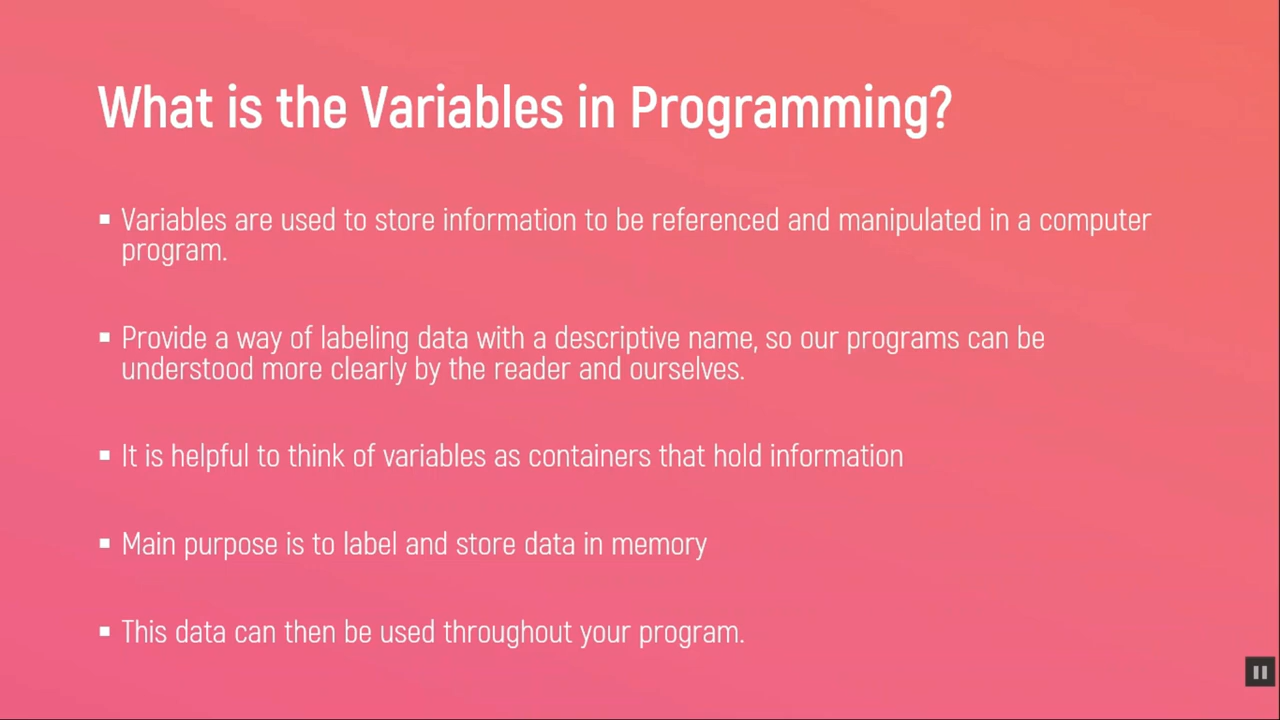 What is the Variables in Programming?
▪ Variables are used to store information to be referenced and manipulated in a computer
program.
▪ Provide a way of labeling data with a descriptive name, so our programs can be
understood more clearly by the reader and ourselves.
▪ It is helpful to think of variables as containers that hold information
▪ Main purpose is to label and store data in memory
▪ This data can then be used throughout your program.